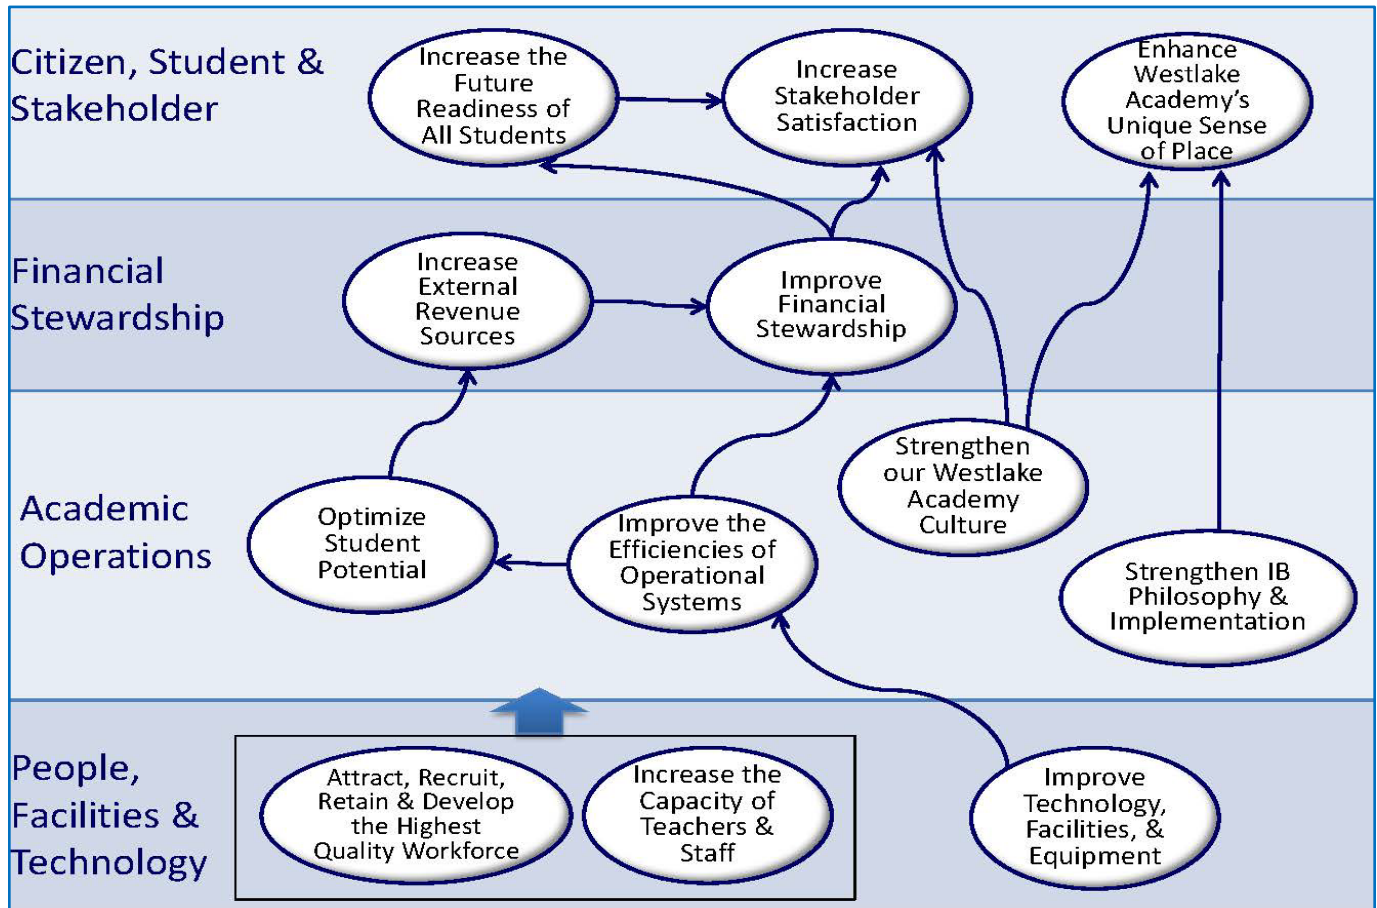 Citizen, Student &
Stakeholder
Increase the
Future
Readiness of
All Students
Increase
Stakeholder
Satisfaction
Enhance
Westlake
Academy’s
Unique Sense
of Place
Financial
Stewardship
Increase
External
Revenue
Sources
Improve
Financial
Stewardship
Academic
Operations
Optimize
Student
Potential
Improve the
Efficiencies of
Operational
Systems
Strengthen
our Westlake
Academy
Culture
Strengthen IB
Philosophy &
Implementation
People,
Facilities &
Technology
Attract, Recruit,
Retain & Develop
the Highest
Quality Workforce
Increase the
Capacity of
Teachers &
Staff
Improve
Technology,
Facilities, &
Equipment